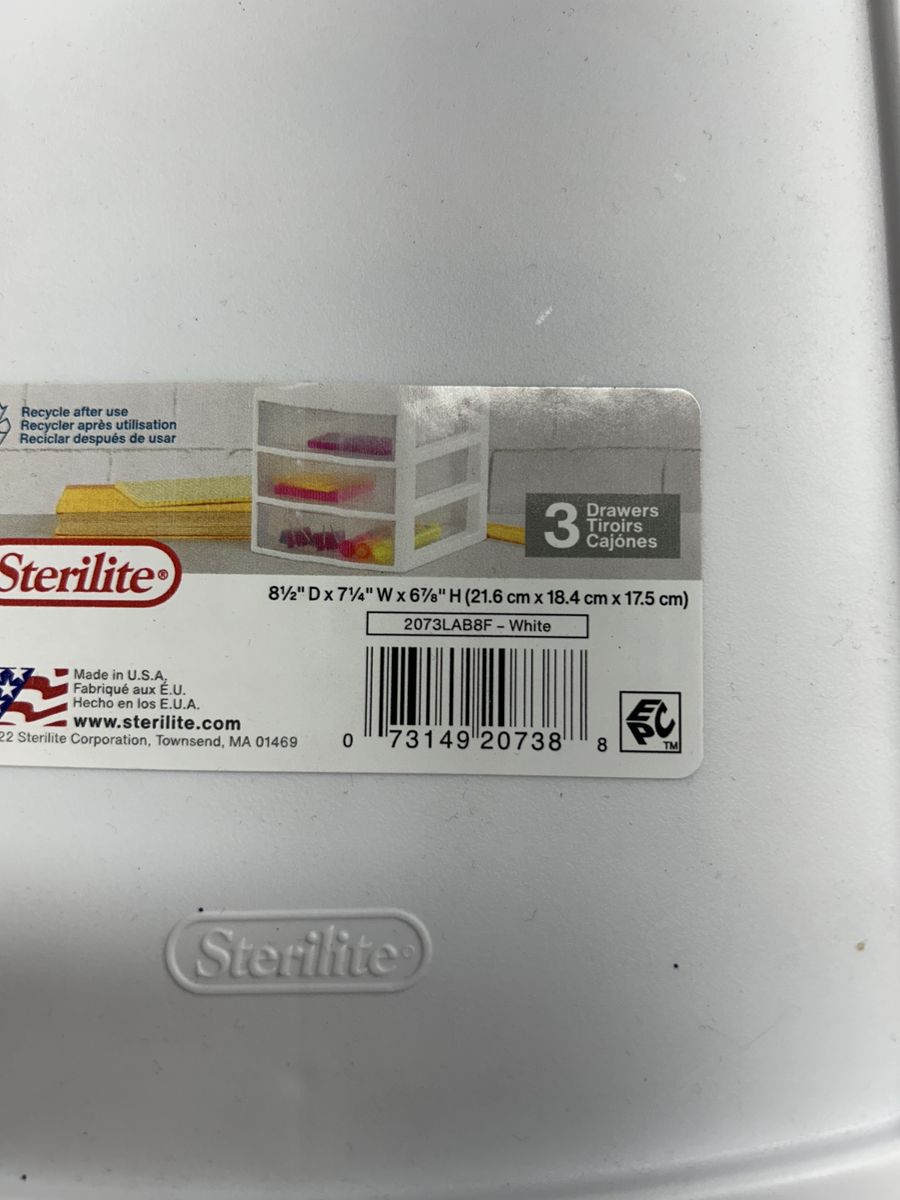 Recycle after use
Recycler après utilisation
Reciclar después de usar
3 Drawers
Tiroirs
Cajónes
Sterilite®
8½" D x 7¼" W x 6⅞" H (21.6 cm x 18.4 cm x 17.5 cm)
2073LAB8F – White
Made in U.S.A.
Fabriqué aux É.U.
Hecho en los E.U.A.
www.sterilite.com
22 Sterilite Corporation, Townsend, MA 01469
0 73149 20738 8
EPC™
Sterilite®